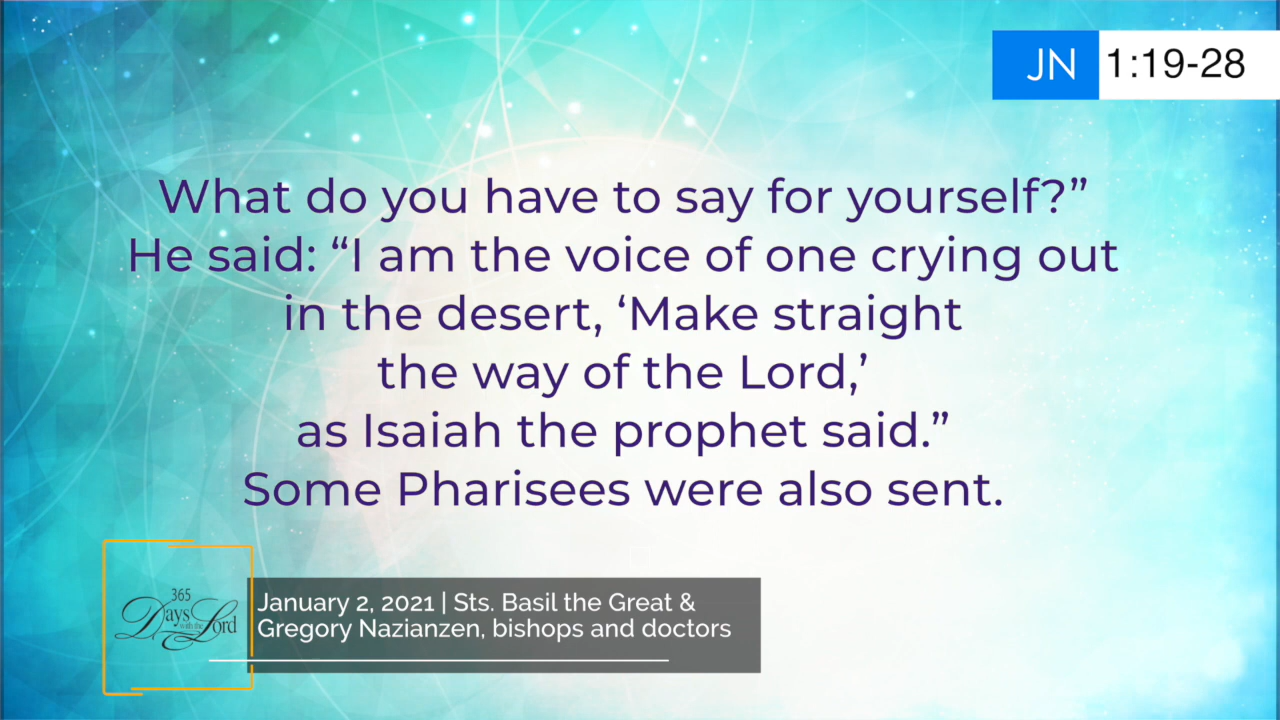 JN 1:19-28
What do you have to say for yourself?”
He said: “I am the voice of one crying out
in the desert, ‘Make straight
the way of the Lord,’
as Isaiah the prophet said.”
Some Pharisees were also sent.
365
Days with the Lord
January 2, 2021 | Sts. Basil the Great &
Gregory Nazianzen, bishops and doctors